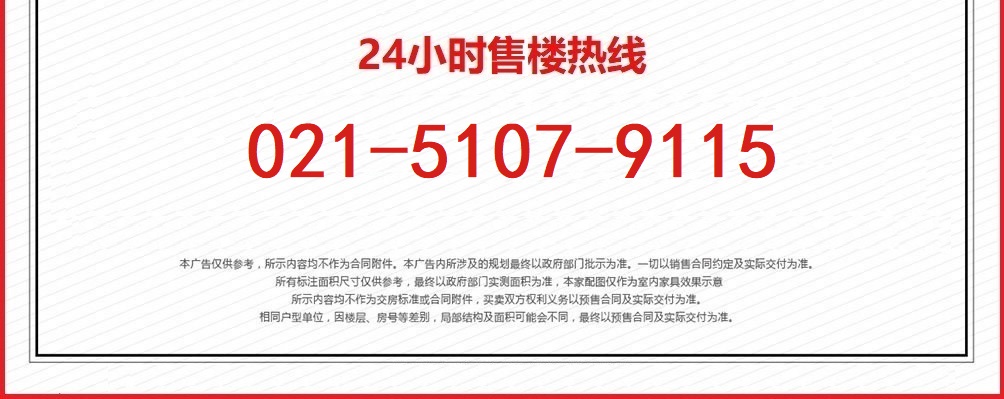 24小时售楼热线
021-5107-9115
本广告仅供参考，所示内容均不作为合同附件。本广告内所涉及的规划最终以政府部门批示为准。一切以销售合同约定及实际交付为准。
所有标注面积尺寸仅供参考，最终以政府部门实测面积为准，本家配图仅作为室内家具效果示意
所示内容均不作为交房标准或合同附件，买卖双方权利义务以预售合同及实际交付为准。
相同户型单位，因楼层、房号等差别，局部结构及面积可能会不同，最终以预售合同及实际交付为准。